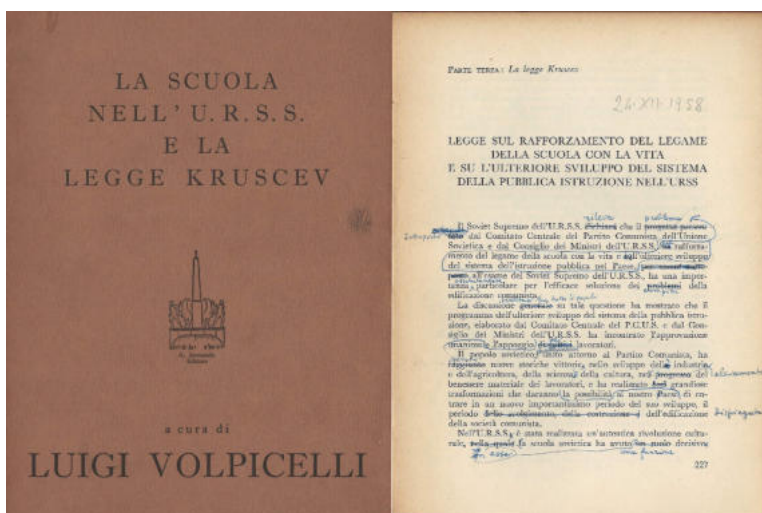 LA SCUOLA
NELL'U.R.S.S.
E LA
LEGGE KRUSCEV
a cura di
LUIGI VOLPICELLI
PARTE TERZA: La legge Kruscev
24·XII·1958
LEGGE SUL RAFFORZAMENTO DEL LEGAME
DELLA SCUOLA CON LA VITA
E SU L'ULTERIORE SVILUPPO DEL SISTEMA
DELLA PUBBLICA ISTRUZIONE NELL'URSS
rileva problema
Il Soviet Supremo dell'U.R.S.S. dichiara che il
dal Comitato Centrale del Partito Comunista dell'Unione
Sovietica e dal Consiglio dei Ministri dell'U.R.S.S. rafforza-
mento del legame della scuola con la vita e sviluppo
del sistema dell'istruzione pubblica nel Paese,
all'esame del Soviet Supremo dell'U.R.S.S., ha una impor-
tanza particolare per l'efficace soluzione dei problemi della
edificazione comunista.
La discussione generale su tale questione ha mostrato che il
programma dell'ulteriore sviluppo del sistema della pubblica istru-
zione, elaborato dal Comitato Centrale del P.C.U.S. e dal Con-
siglio dei Ministri dell'U.R.S.S. ha incontrato l'approvazione
unanime e l'appoggio lavoratori.
Il popolo sovietico, unito attorno al Partito Comunista, ha
raggiunto nuove storiche vittorie, nello sviluppo della industria
e dell'agricoltura, della scienza, della cultura, nel progresso del
benessere materiale dei lavoratori, e ha realizzato grandiose
trasformazioni che daranno la possibilità al nostro Paese di en-
trare in un nuovo importantissimo periodo del suo sviluppo, il
periodo dell'edificazione
della società comunista.
Nell'U.R.S.S. è stata realizzata un'autentica rivoluzione cultu-
rale, nella quale la scuola sovietica ha avuto un ruolo decisivo
In essa una funzione
227